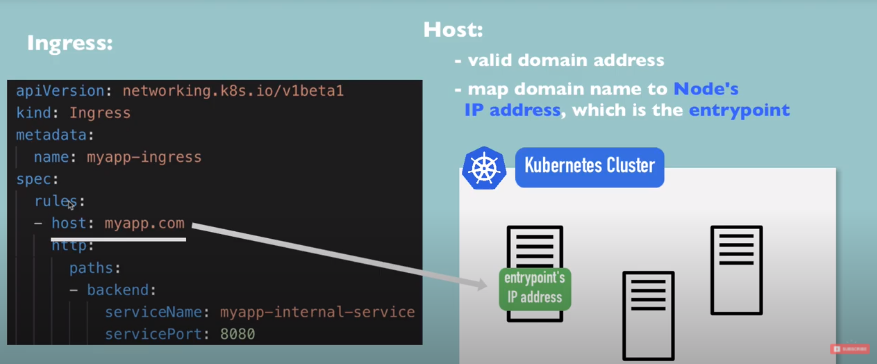 Ingress:
apiVersion: networking.k8s.io/v1beta1
kind: Ingress
metadata:
name: myapp-ingress
spec:
rules:
- host: myapp.com
http:
paths:
- backend:
serviceName: myapp-internal-service
servicePort: 8080
Host:
- valid domain address
- map domain name to Node's
IP address, which is the entrypoint
Kubernetes Cluster
entrypoint's
IP address
SUBSCRIBE